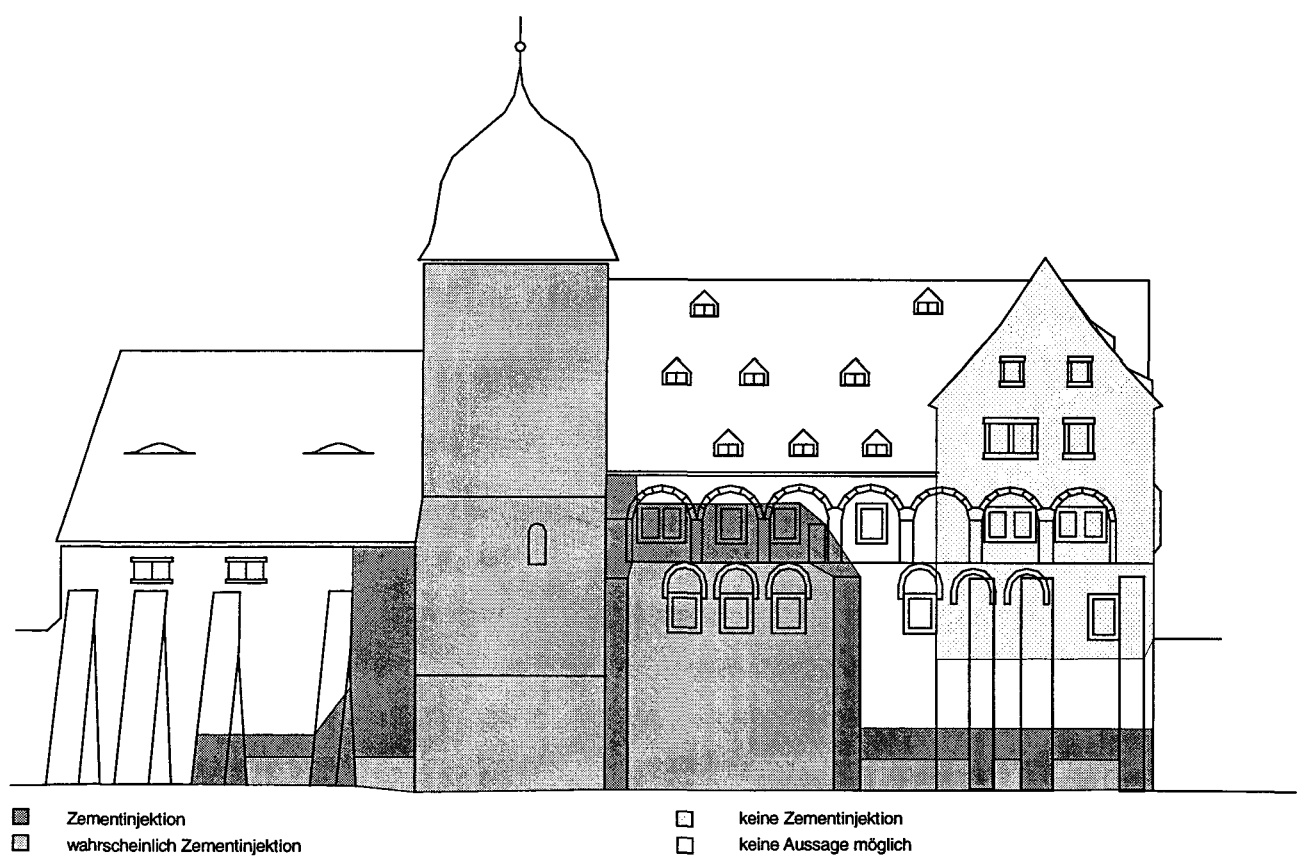 Zementinjektion
wahrscheinlich Zementinjektion
keine Zementinjektion
keine Aussage möglich